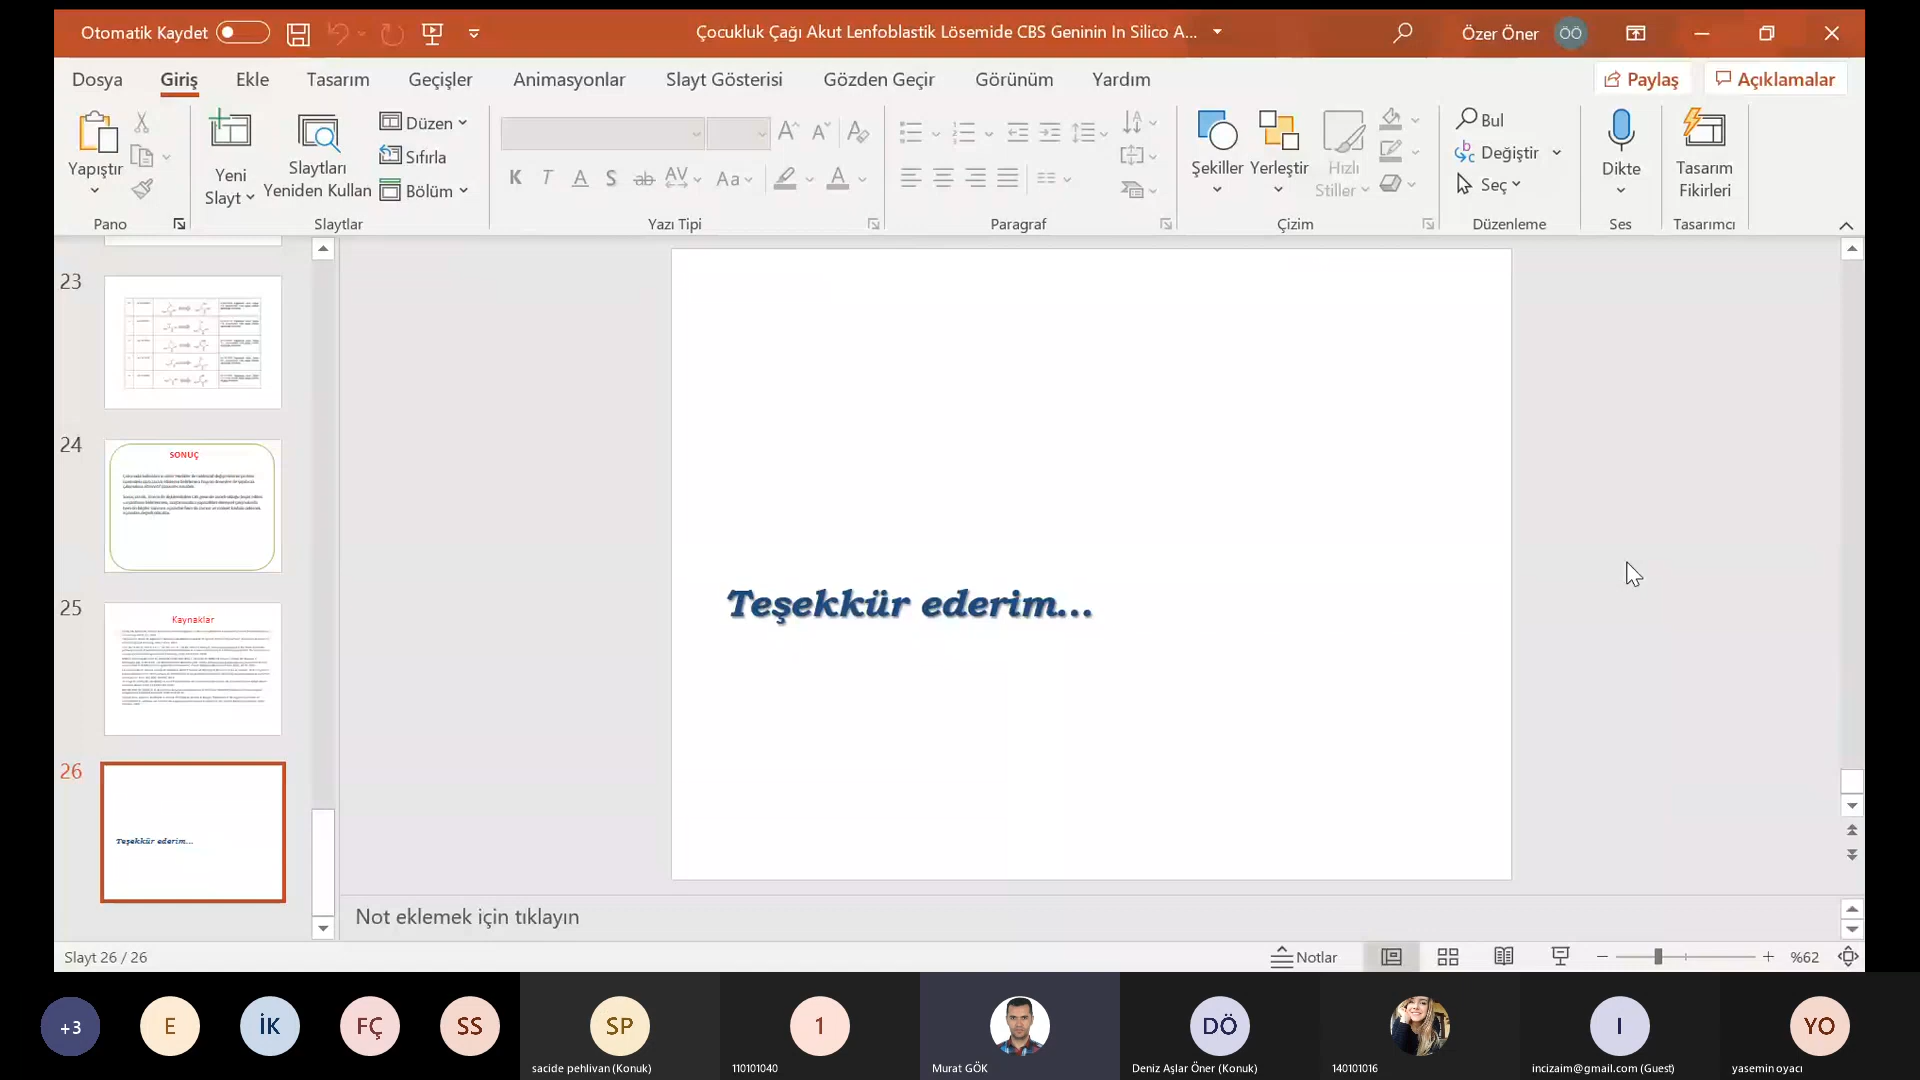 Otomatik Kaydet
Çocukluk Çağı Akut Lenfoblastik Lösemide CBS Geninin In Silico A...
Özer Öner
ÖÖ
Dosya Giriş Ekle Tasarım Geçişler Animasyonlar Slayt Gösterisi Gözden Geçir Görünüm Yardım
Paylaş
Açıklamalar
Yapıştır
Yeni
Slayt
Slaytları
Yeniden Kullan
Düzen
Sıfırla
Bölüm
K T A S ab AV Aa A
Şekiller
Yerleştir
Hızlı
Stiller
Bul
Değiştir
Seç
Dikte
Tasarım
Fikirleri
Pano Slaytlar Yazı Tipi Paragraf Çizim Düzenleme Ses Tasarımcı
23
24
SONUÇ
25
Kaynaklar
26
Teşekkür ederim...
Teşekkür ederim...
Not eklemek için tıklayın
Slayt 26 / 26
Notlar
%62
+3
E
İK
FÇ
SS
SP
sacide pehlivan (Konuk)
1
110101040
Murat GÖK
DÖ
Deniz Aşlar Öner (Konuk)
140101016
I
incizaim@gmail.com (Guest)
YO
yasemin oyacı